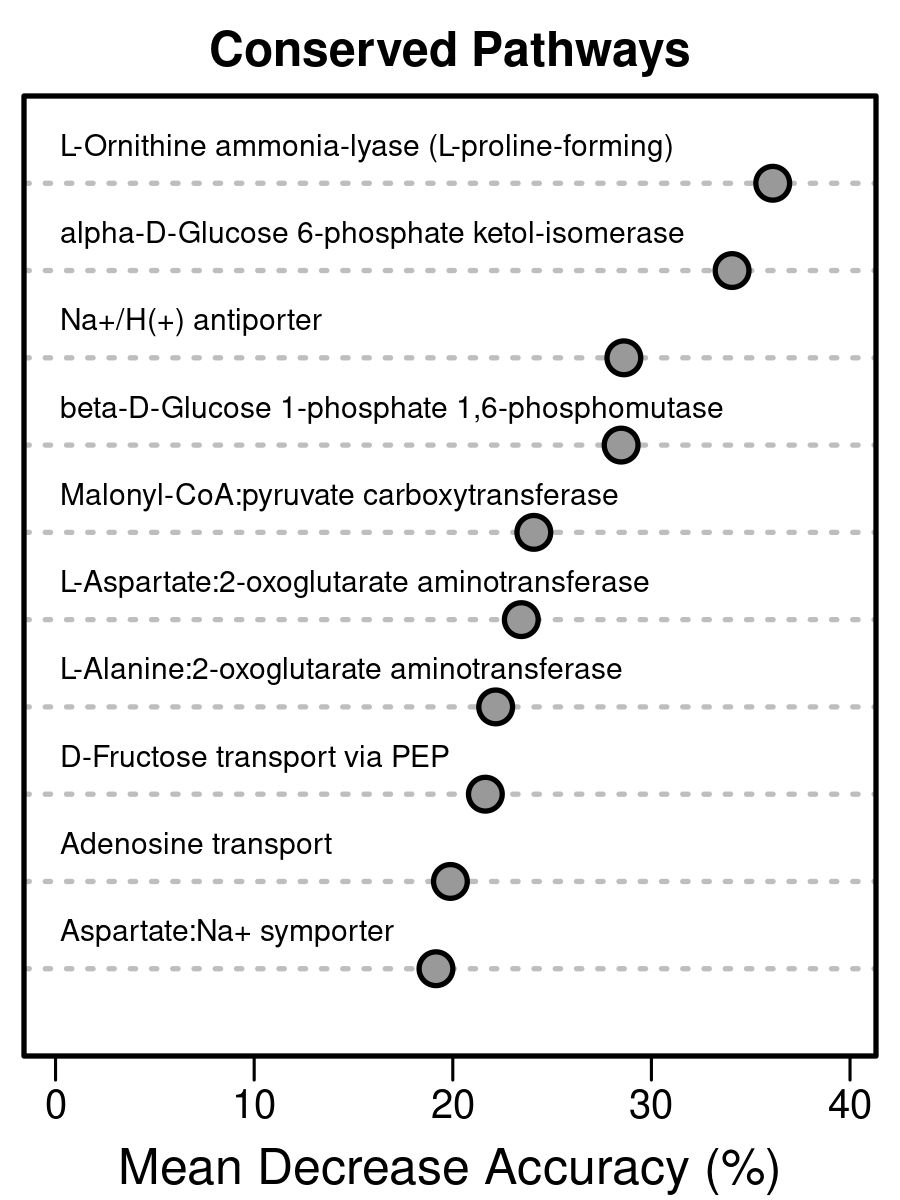 Conserved Pathways
L-Ornithine ammonia-lyase (L-proline-forming)
alpha-D-Glucose 6-phosphate ketol-isomerase
Na+/H(+) antiporter
beta-D-Glucose 1-phosphate 1,6-phosphomutase
Malonyl-CoA:pyruvate carboxytransferase
L-Aspartate:2-oxoglutarate aminotransferase
L-Alanine:2-oxoglutarate aminotransferase
D-Fructose transport via PEP
Adenosine transport
Aspartate:Na+ symporter
0 10 20 30 40
Mean Decrease Accuracy (%)